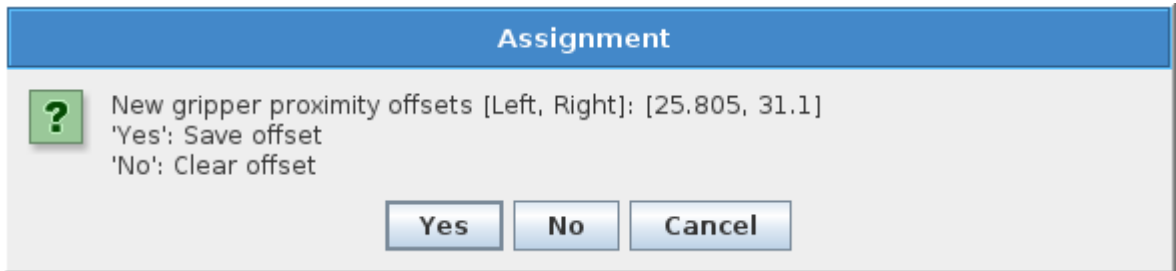 Assignment
?
New gripper proximity offsets [Left, Right]: [25.805, 31.1]
'Yes': Save offset
'No': Clear offset
Yes No Cancel